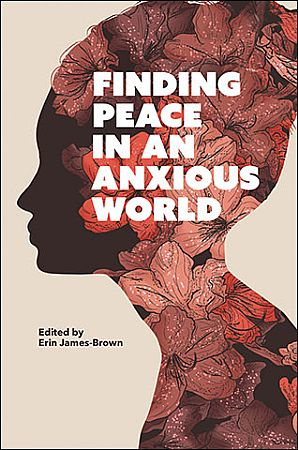 FINDING
PEACE
IN AN
ANXIOUS
WORLD
Edited by
Erin James-Brown